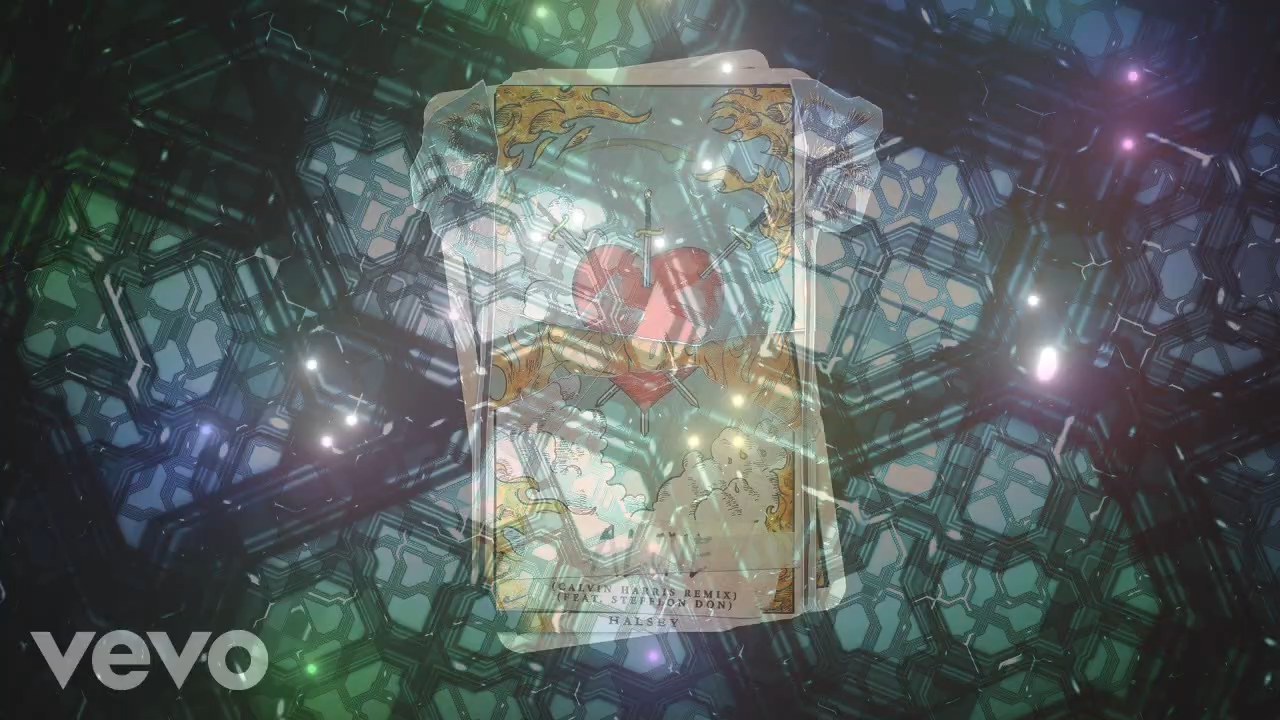 (CALVIN HARRIS REMIX)
(FEAT. STEFFLON DON)
HALSEY
vevo